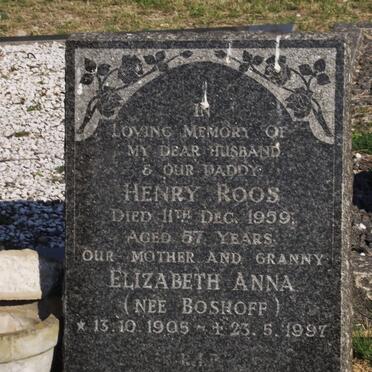 IN
LOVING MEMORY OF
MY DEAR HUSBAND
& OUR DADDY
HENRY ROOS
DIED 11TH DEC. 1959,
AGED 57 YEARS
OUR MOTHER AND GRANNY
ELIZABETH ANNA
(NEE BOSHOFF)
* 13.10.1905 ~ + 23.5.1997
R.I.P.